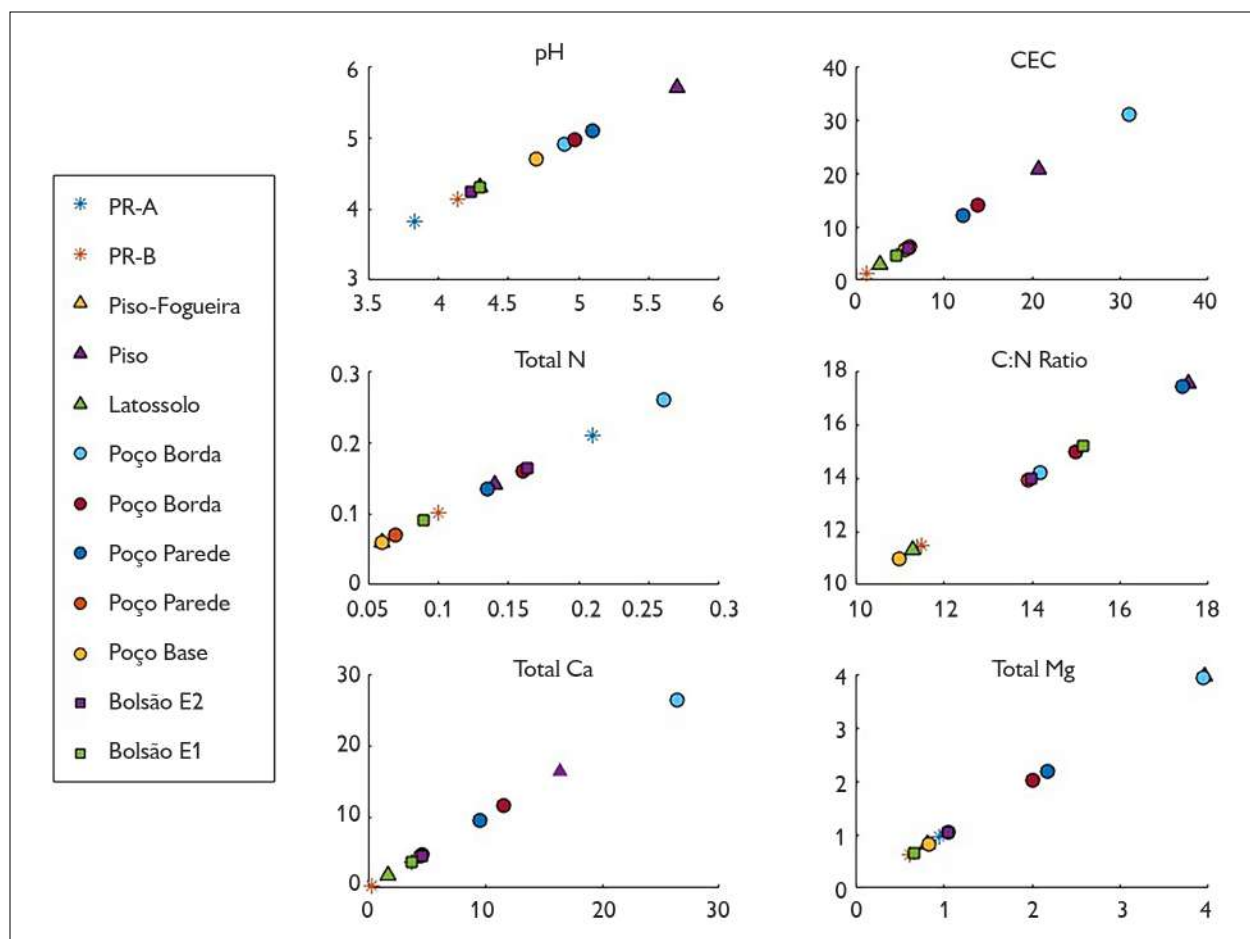 PR-A
PR-B
Piso-Fogueira
Piso
Latossolo
Poço Borda
Poço Borda
Poço Parede
Poço Parede
Poço Base
Bolsão E2
Bolsão E1
pH
6
5
4
3
3.5 4 4.5 5 5.5 6
CEC
40
30
20
10
0
0 10 20 30 40
Total N
0.3
0.2
0.1
0
0.05 0.1 0.15 0.2 0.25 0.3
C:N Ratio
18
16
14
12
10
10 12 14 16 18
Total Ca
30
20
10
0
0 10 20 30
Total Mg
4
3
2
1
0
0 1 2 3 4